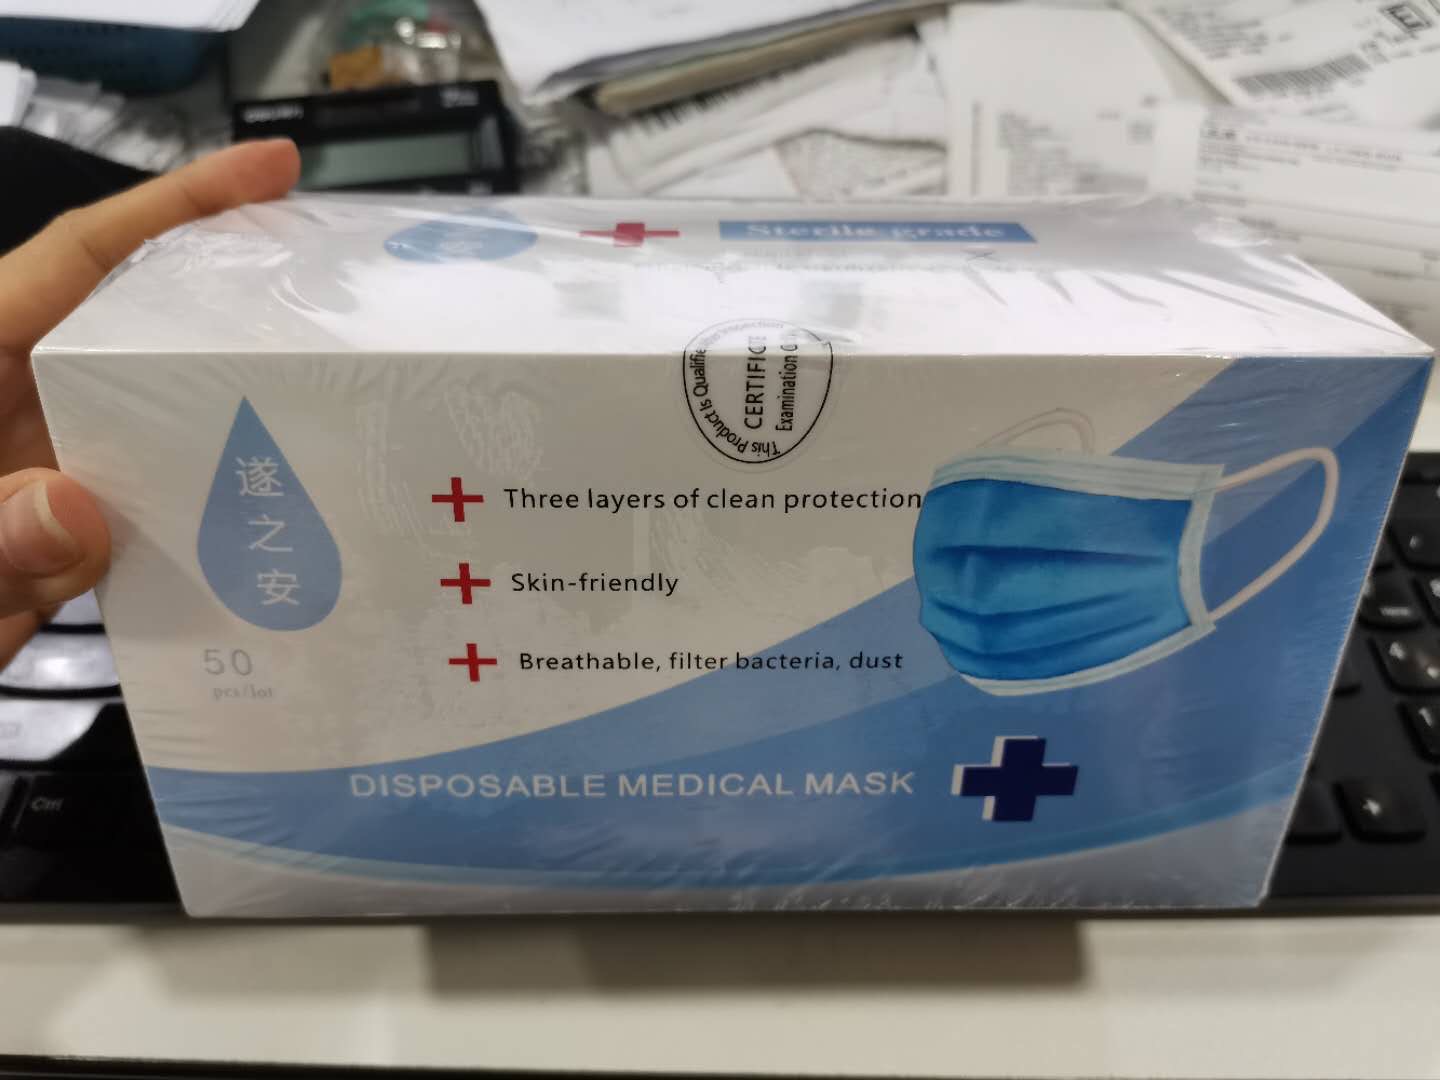 Sterile grade
This Product Is Qualified
CERTIFIC
Examination
遂
之
安
50
pcs/lot
Three layers of clean protection
Skin-friendly
Breathable, filter bacteria, dust
DISPOSABLE MEDICAL MASK
Ctrl